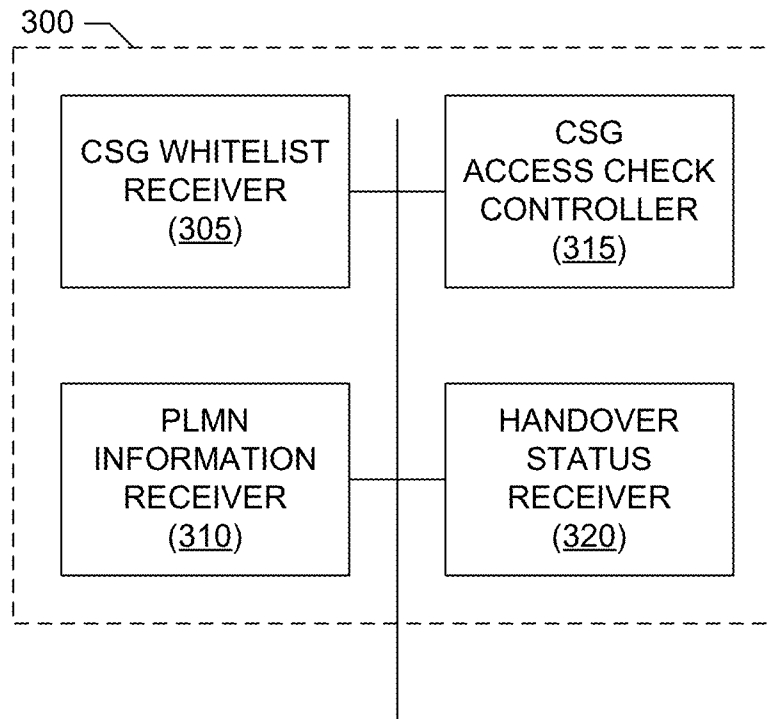 300
CSG WHITELIST
RECEIVER
(305)
CSG
ACCESS CHECK
CONTROLLER
(315)
PLMN
INFORMATION
RECEIVER
(310)
HANDOVER
STATUS
RECEIVER
(320)